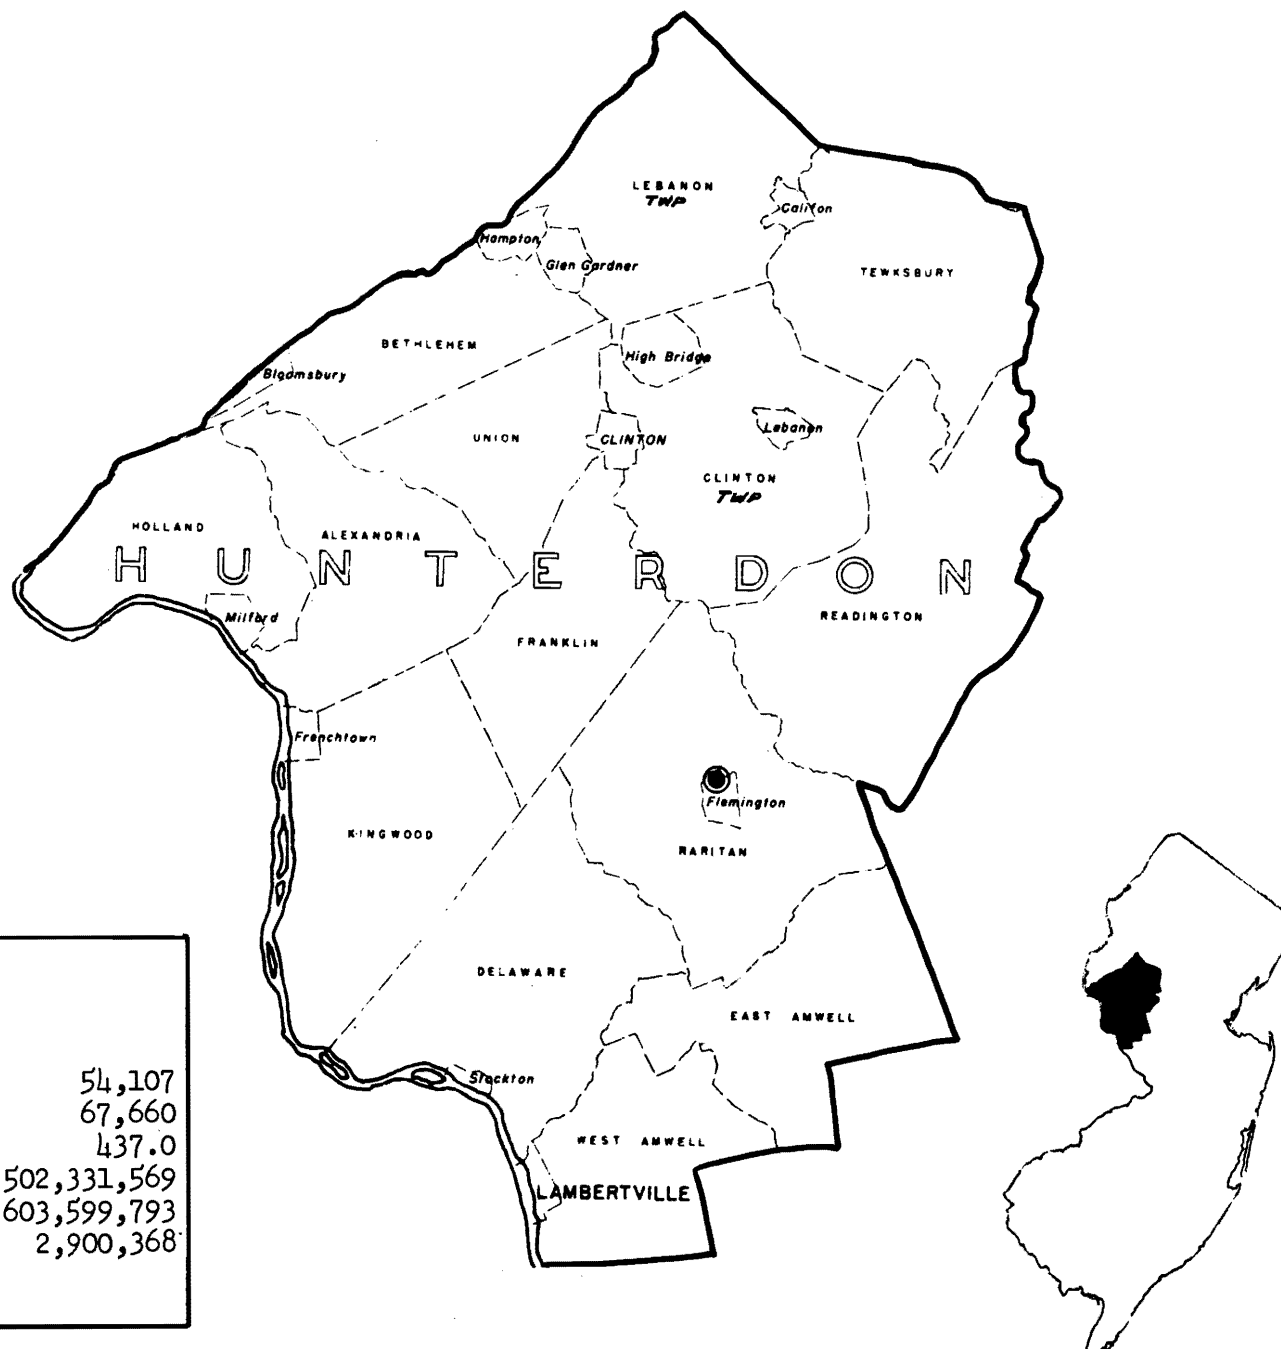 LEBANON
TWP
Califon
Hampton
Glen Gardner
TEWKSBURY
BETHLEHEM
High Bridge
Bloomsbury
UNION
CLINTON
Lebanon
CLINTON
TWP
HOLLAND
ALEXANDRIA
HUNTERDON
Milford
READINGTON
FRANKLIN
Frenchtown
Flemington
KINGWOOD
RARITAN
DELAWARE
EAST AMWELL
Stockton
WEST AMWELL
LAMBERTVILLE
54,107
67,660
437.0
502,331,569
603,599,793
2,900,368